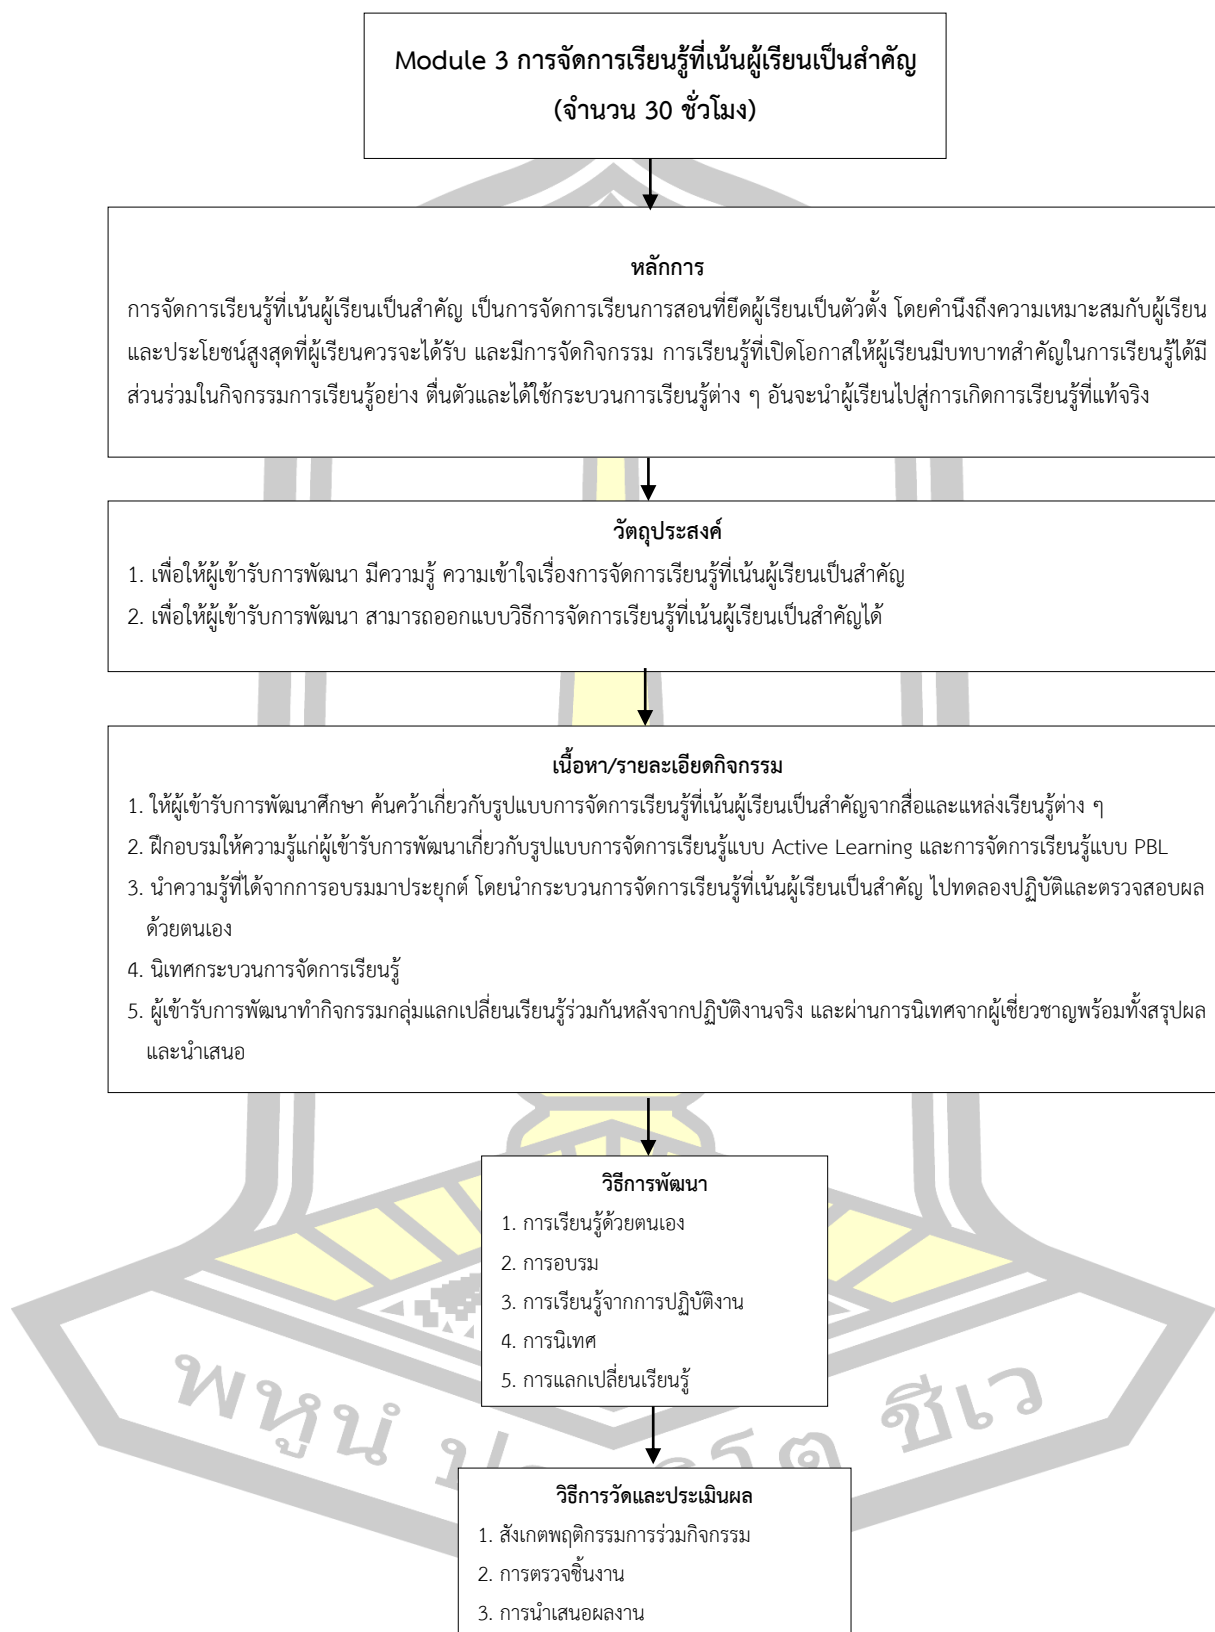 Module 3 การจัดการเรียนรู้ที่เน้นผู้เรียนเป็นสำคัญ
(จำนวน 30 ชั่วโมง)
หลักการ
การจัดการเรียนรู้ที่เน้นผู้เรียนเป็นสำคัญ เป็นการจัดการเรียนการสอนที่ยึดผู้เรียนเป็นตัวตั้ง โดยคำนึงถึงความเหมาะสมกับผู้เรียน
และประโยชน์สูงสุดที่ผู้เรียนควรจะได้รับ และมีการจัดกิจกรรม การเรียนรู้ที่เปิดโอกาสให้ผู้เรียนมีบทบาทสำคัญในการเรียนรู้ได้มี
ส่วนร่วมในกิจกรรมการเรียนรู้อย่าง ตื่นตัวและได้ใช้กระบวนการเรียนรู้ต่าง ๆ อันจะนำผู้เรียนไปสู่การเกิดการเรียนรู้ที่แท้จริง
วัตถุประสงค์
1. เพื่อให้ผู้เข้ารับการพัฒนา มีความรู้ ความเข้าใจเรื่องการจัดการเรียนรู้ที่เน้นผู้เรียนเป็นสำคัญ
2. เพื่อให้ผู้เข้ารับการพัฒนา สามารถออกแบบวิธีการจัดการเรียนรู้ที่เน้นผู้เรียนเป็นสำคัญได้
เนื้อหา/รายละเอียดกิจกรรม
1. ให้ผู้เข้ารับการพัฒนาศึกษา ค้นคว้าเกี่ยวกับรูปแบบการจัดการเรียนรู้ที่เน้นผู้เรียนเป็นสำคัญจากสื่อและแหล่งเรียนรู้ต่าง ๆ
2. ฝึกอบรมให้ความรู้แก่ผู้เข้ารับการพัฒนาเกี่ยวกับรูปแบบการจัดการเรียนรู้แบบ Active Learning และการจัดการเรียนรู้แบบ PBL
3. นำความรู้ที่ได้จากการอบรมมาประยุกต์ โดยนำกระบวนการจัดการเรียนรู้ที่เน้นผู้เรียนเป็นสำคัญ ไปทดลองปฏิบัติและตรวจสอบผล
ด้วยตนเอง
4. นิเทศกระบวนการจัดการเรียนรู้
5. ผู้เข้ารับการพัฒนาทำกิจกรรมกลุ่มแลกเปลี่ยนเรียนรู้ร่วมกันหลังจากปฏิบัติงานจริง และผ่านการนิเทศจากผู้เชี่ยวชาญพร้อมทั้งสรุปผล
และนำเสนอ
วิธีการพัฒนา
1. การเรียนรู้ด้วยตนเอง
2. การอบรม
3. การเรียนรู้จากการปฏิบัติงาน
4. การนิเทศ
5. การแลกเปลี่ยนเรียนรู้
พหูนํ ชีเว
วิธีการวัดและประเมินผล
1. สังเกตพฤติกรรมการร่วมกิจกรรม
2. การตรวจชิ้นงาน
3. การนำเสนอผลงาน